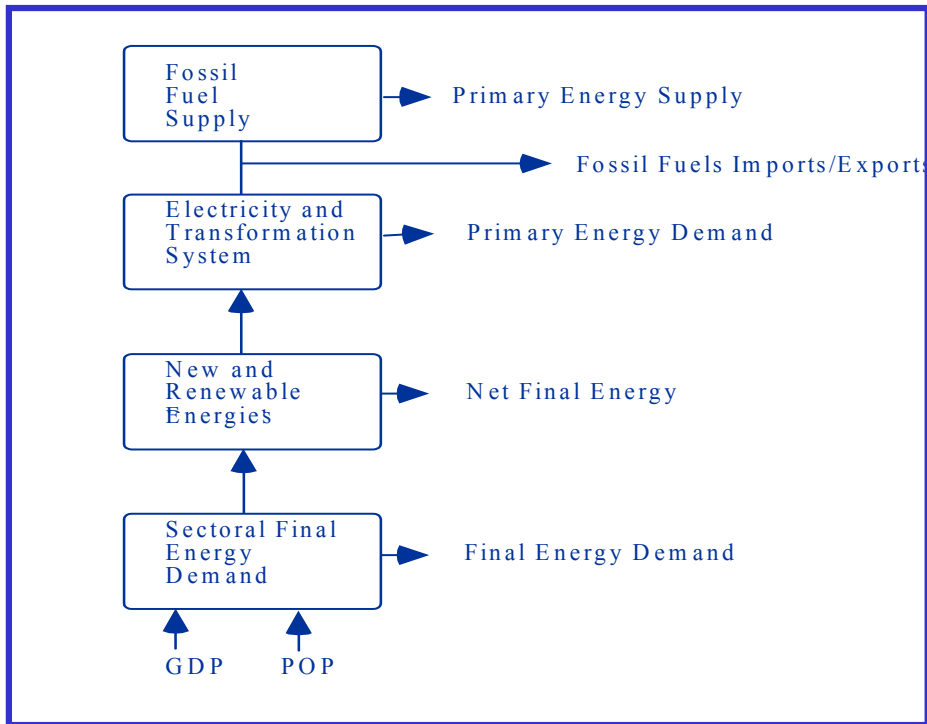 Fossil
Fuel
Supply
Primary Energy Supply
Fossil Fuels Imports/Exports
Electricity and
Transformation
System
Primary Energy Demand
New and
Renewable
Energies
Net Final Energy
Sectoral Final
Energy
Demand
Final Energy Demand
GDP POP